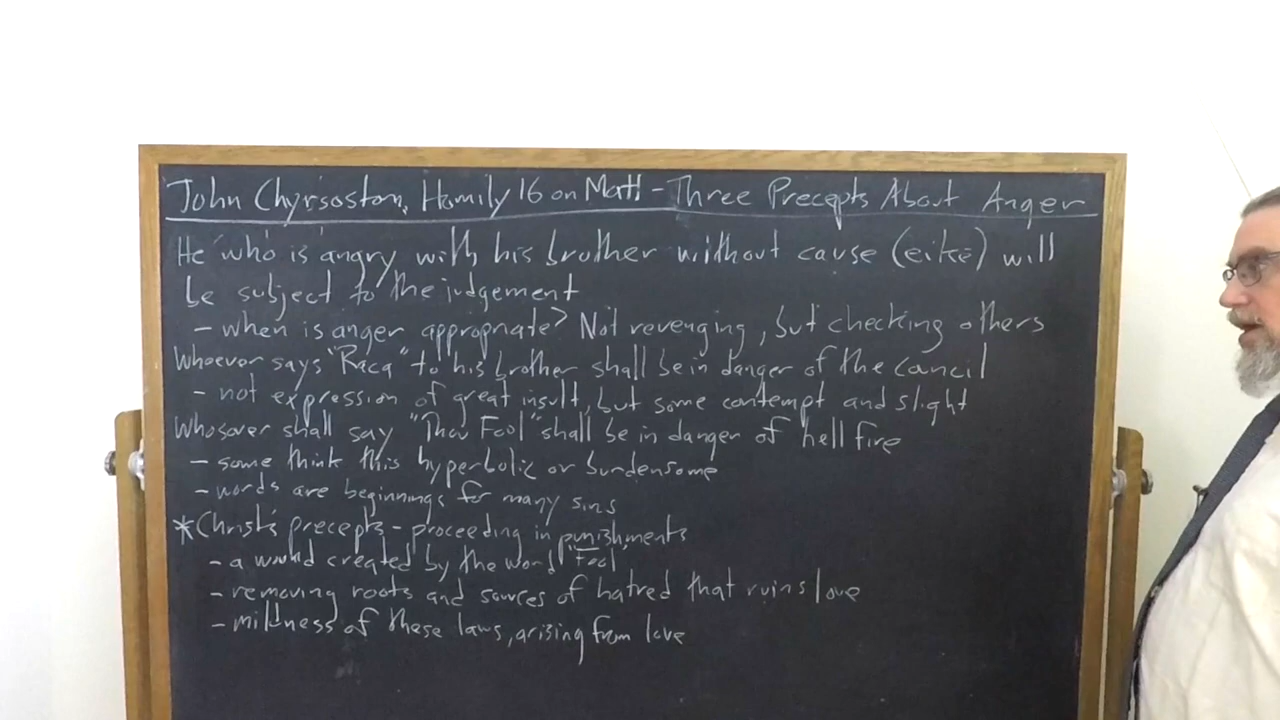 John Chyrsostom, Homily 16 on Matt - Three Precepts About Anger
He who is angry with his brother without cause (eikē) will
be subject to the judgement
- when is anger appropriate? Not revenging, but checking others
Whoever says "Raca" to his brother shall be in danger of the council
- not expression of great insult, but some contempt and slight
Whosover shall say "Thou Fool" shall be in danger of hell fire
- some think this hyperbolic or burdensome
- words are beginnings for many sins
*Christ's precepts - proceeding in punishments
- a wound created by the word "Fool"
- removing roots and sources of hatred that ruins love
- mildness of these laws, arising from love